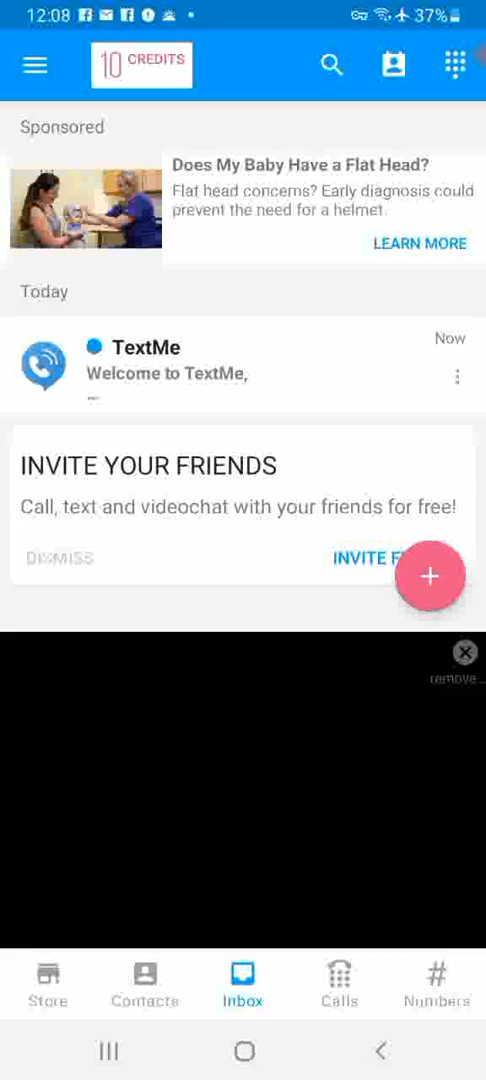 12:08 37%
10 CREDITS
Sponsored
Does My Baby Have a Flat Head?
Flat head concerns? Early diagnosis could
prevent the need for a helmet.
LEARN MORE
Today
TextMe
Now
Welcome to TextMe,
...
INVITE YOUR FRIENDS
Call, text and videochat with your friends for free!
DISMISS
INVITE F
+
remove...
Store
Contacts
Inbox
Calls
Numbers